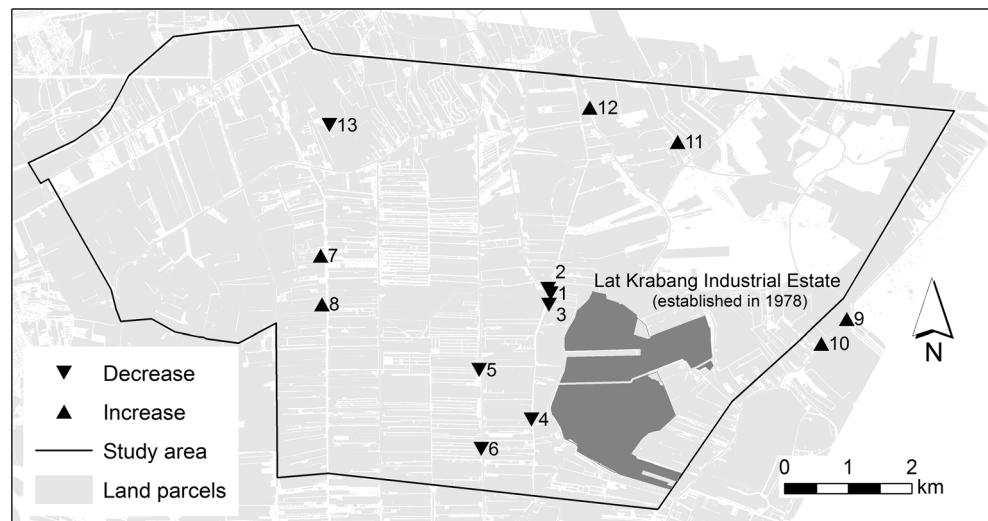 12
13
11
7
2
Lat Krabang Industrial Estate
1
(established in 1978)
8
3
9
10
N
5
4
6
Decrease
Increase
Study area
Land parcels
0 1 2
km